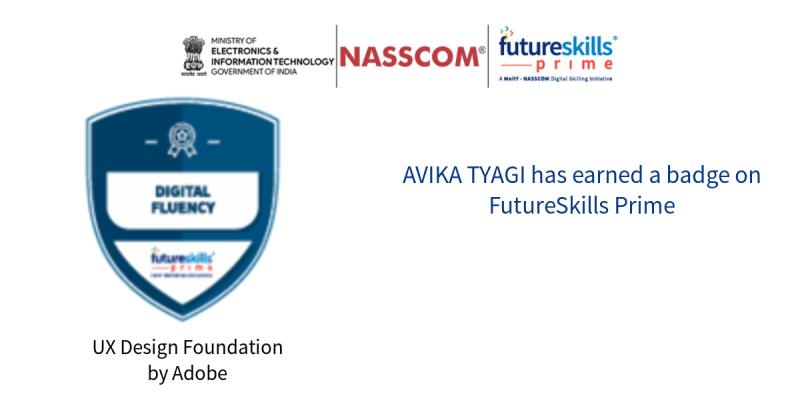 MINISTRY OF
ELECTRONICS &
INFORMATION TECHNOLOGY
GOVERNMENT OF INDIA
NASSCOM®
futureskills®
prime
A MeitY - NASSCOM Digital Skilling Initiative
DIGITAL
FLUENCY
futureskills
prime
AVIKA TYAGI has earned a badge on
FutureSkills Prime
UX Design Foundation
by Adobe